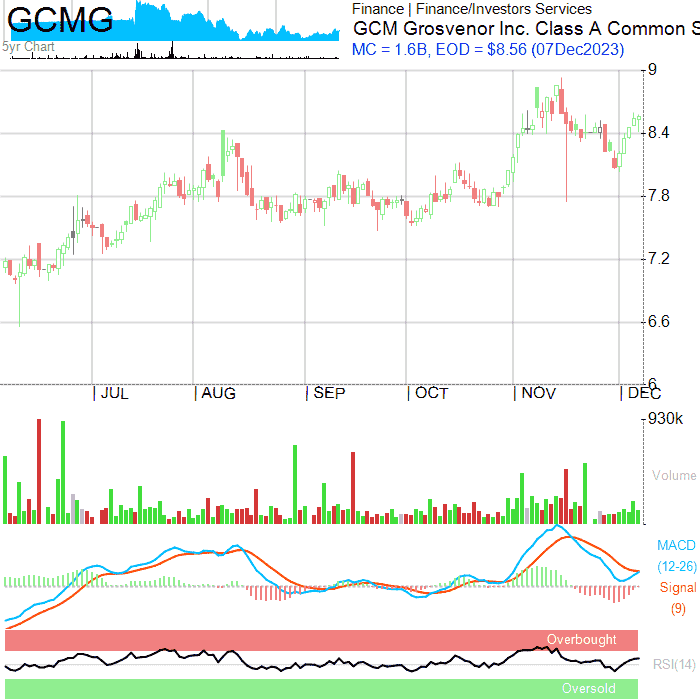 GCMG
5yr Chart
Finance | Finance/Investors Services
GCM Grosvenor Inc. Class A Common S
MC = 1.6B, EOD = $8.56 (07Dec2023)
9
8.4
7.8
7.2
6.6
6
| JUL | AUG | SEP | OCT | NOV | DEC
930k
Volume
MACD
(12-26)
Signal
(9)
Overbought
RSI(14)
Oversold